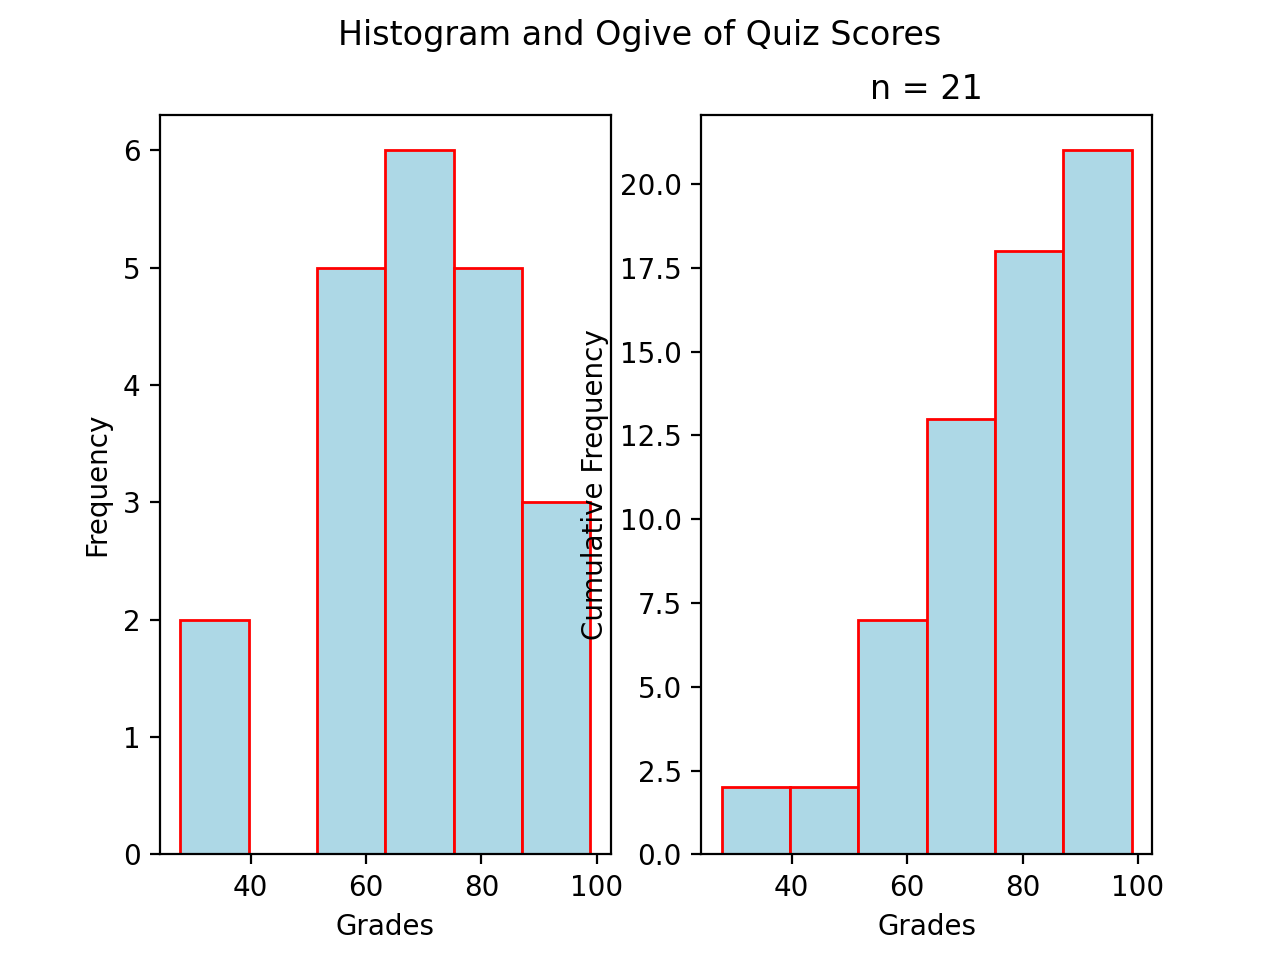 Histogram and Ogive of Quiz Scores
n = 21
Frequency
6
5
4
3
2
1
0
40 60 80 100
Grades
Cumulative Frequency
20.0
17.5
15.0
12.5
10.0
7.5
5.0
2.5
0.0
40 60 80 100
Grades